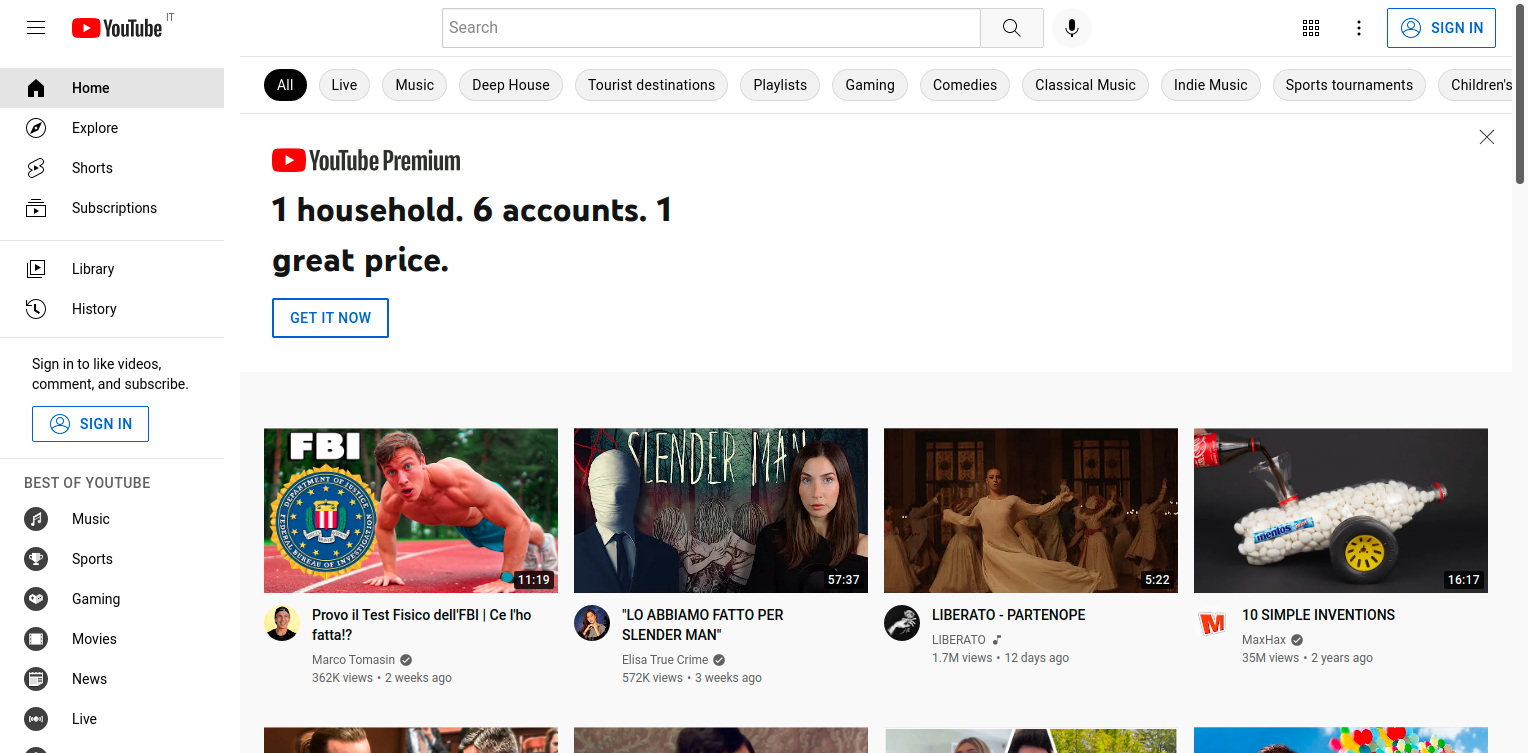 YouTube IT
Search
SIGN IN
Home
Explore
Shorts
Subscriptions
Library
History
Sign in to like videos,
comment, and subscribe.
SIGN IN
BEST OF YOUTUBE
Music
Sports
Gaming
Movies
News
Live
All Live Music Deep House Tourist destinations Playlists Gaming Comedies Classical Music Indie Music Sports tournaments Children's
YouTube Premium
1 household. 6 accounts. 1
great price.
GET IT NOW
FBI
DEPARTMENT OF JUSTICE
FEDERAL BUREAU OF INVESTIGATION
11:19
Provo il Test Fisico dell'FBI | Ce l'ho
fatta!?
Marco Tomasin
362K views • 2 weeks ago
SLENDER MAN
57:37
"LO ABBIAMO FATTO PER
SLENDER MAN"
Elisa True Crime
572K views • 3 weeks ago
5:22
LIBERATO - PARTENOPE
LIBERATO
1.7M views • 12 days ago
mentos
16:17
M
10 SIMPLE INVENTIONS
MaxHax
35M views • 2 years ago